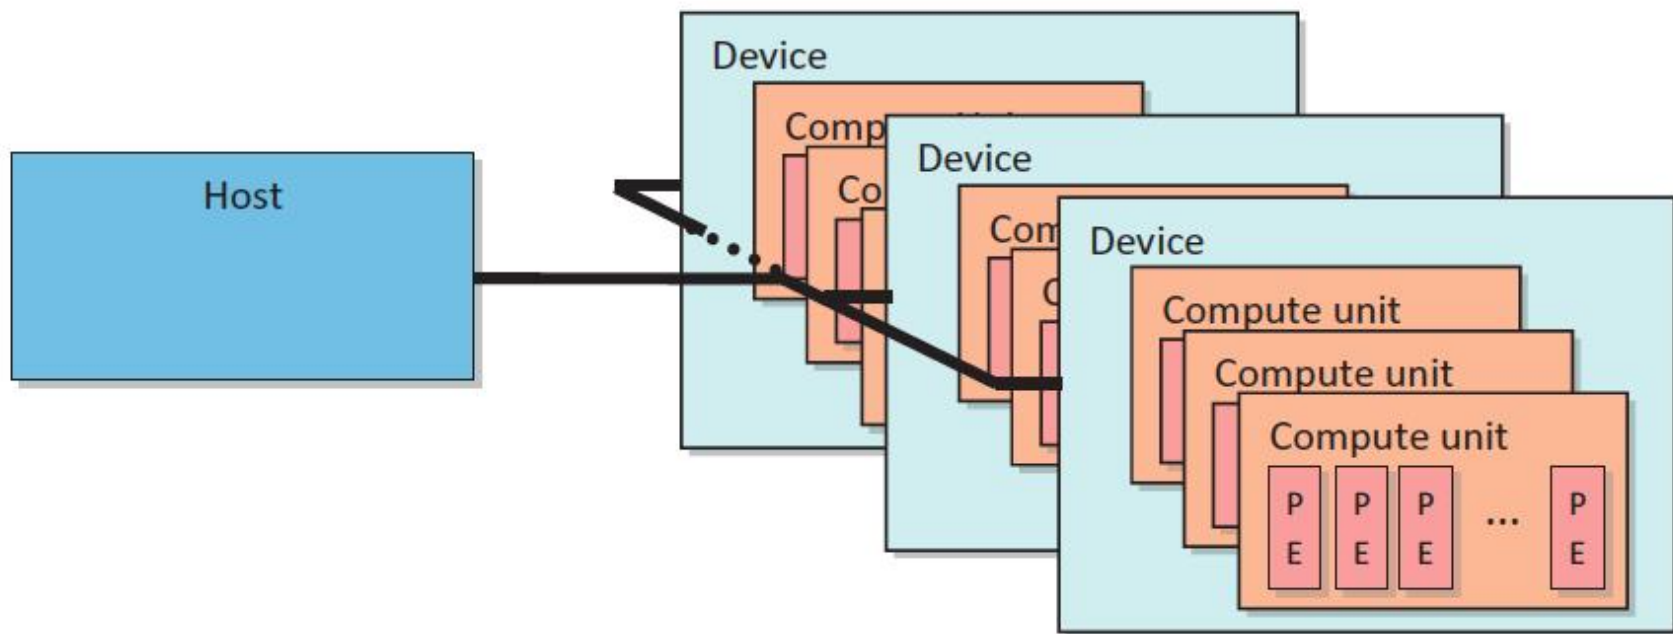 Host
Device
Device
Device
Compute unit
Compute unit
Compute unit
P P P ... P
E E E E